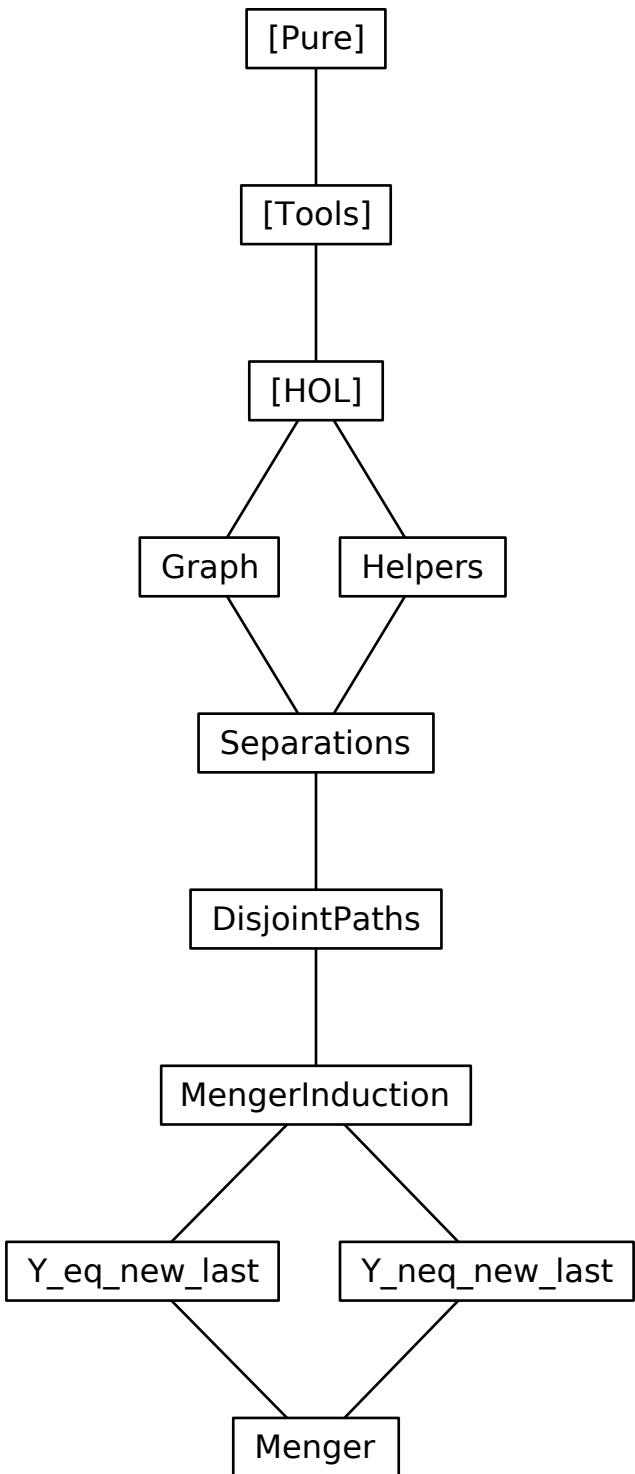 [Pure]
[Tools]
[HOL]
Graph
Helpers
Separations
DisjointPaths
MengerInduction
Y_eq_new_last
Y_neq_new_last
Menger